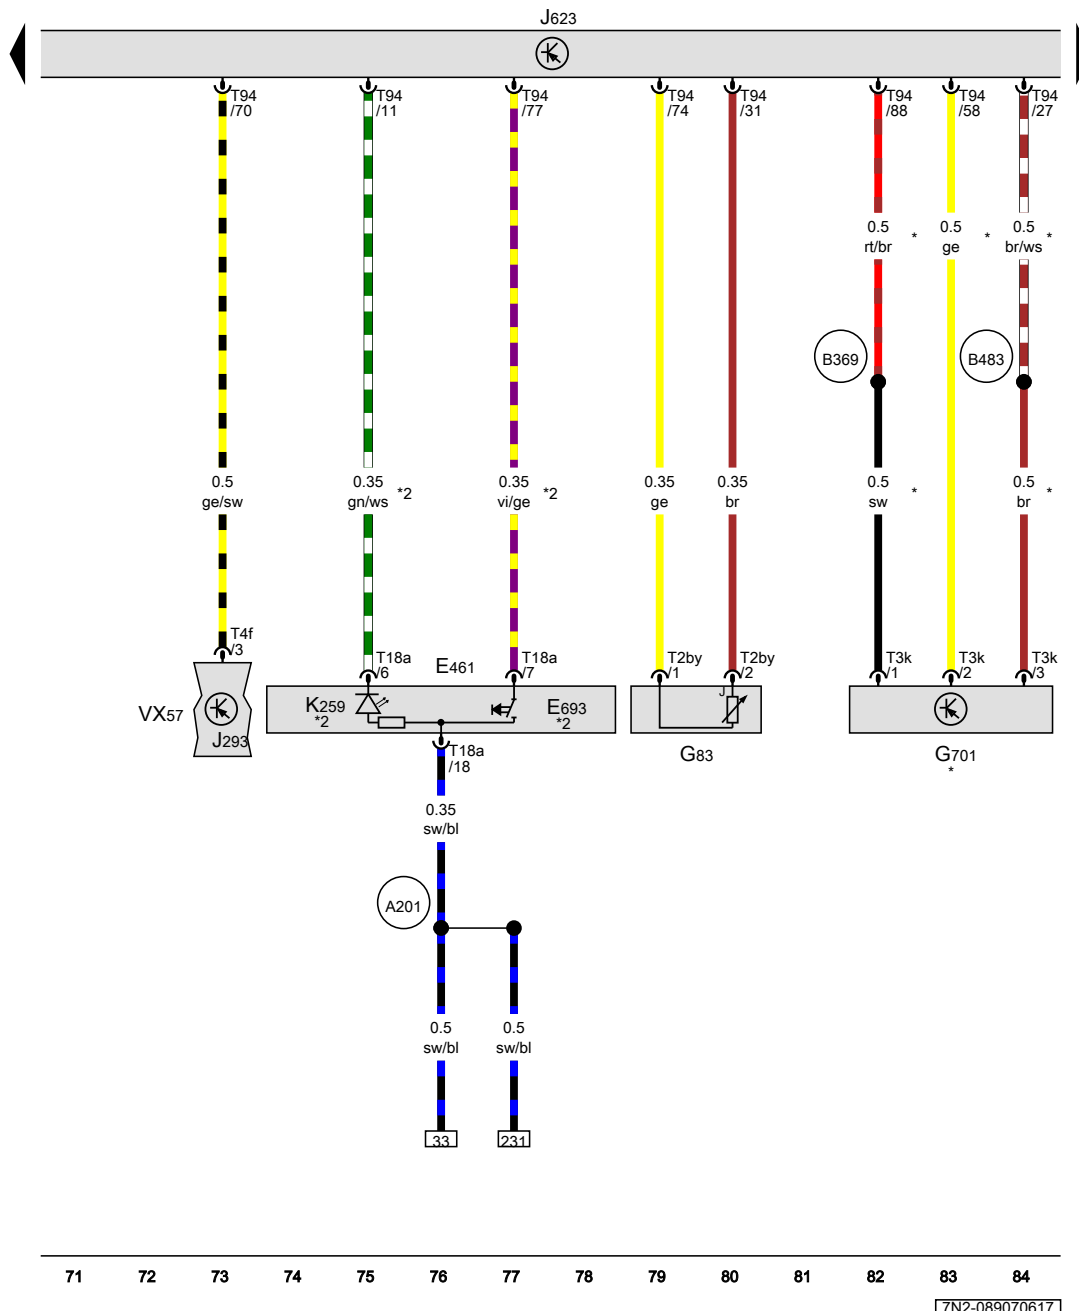 J623
T94 T94 T94 T94 T94 T94 T94 T94
/70 /11 /77 /74 /31 /88 /58 /27
0.5 0.5 0.5
rt/br * ge * br/ws *
B369 B483
0.5 0.35 0.35 0.35 0.35 0.5 0.5
ge/sw gn/ws *2 vi/ge *2 ge br sw * br *
T4f
/3
T18a E461 T18a T2by T2by T3k T3k T3k
/6 /7 /1 /2 /1 /2 /3
J
VX57 K259 E693
*2 *2
J293
T18a G83 G701
/18 *
0.35
sw/bl
A201
0.5 0.5
sw/bl sw/bl
33 231
71 72 73 74 75 76 77 78 79 80 81 82 83 84
7N2-089070617